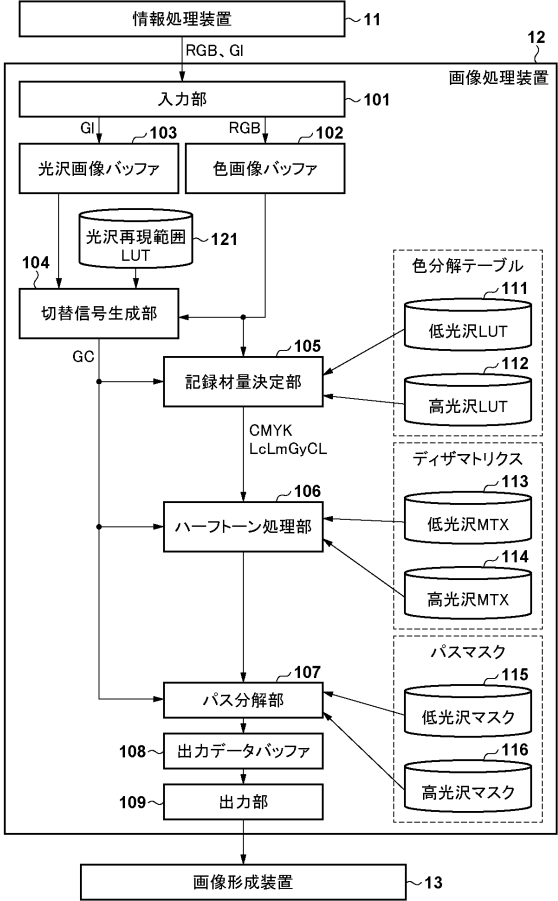 情報処理装置
11
RGB、GI
12
画像処理装置
入力部
101
GI
103
RGB
102
光沢画像バッファ
色画像バッファ
光沢再現範囲
LUT
121
104
切替信号生成部
色分解テーブル
111
低光沢LUT
112
高光沢LUT
GC
105
記録材量決定部
CMYK
LcLmGyCL
ディザマトリクス
113
低光沢MTX
114
高光沢MTX
106
ハーフトーン処理部
パスマスク
115
低光沢マスク
116
高光沢マスク
107
パス分解部
108
出力データバッファ
109
出力部
画像形成装置
13